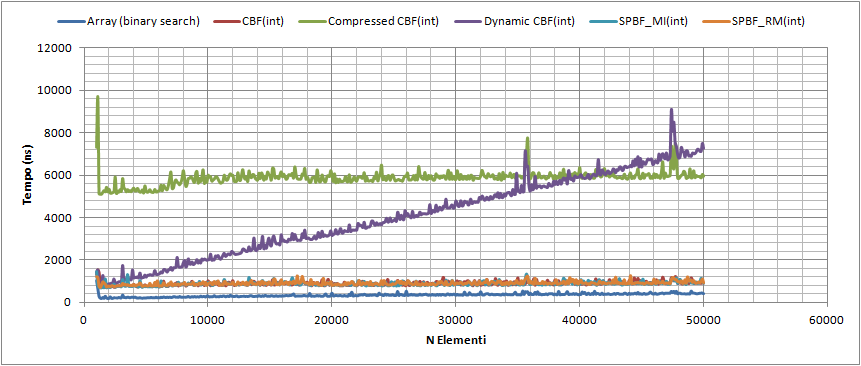 Array (binary search) CBF(int) Compressed CBF(int) Dynamic CBF(int) SPBF_MI(int) SPBF_RM(int)
12000
10000
8000
6000
4000
2000
0
Tempo (ns)
0 10000 20000 30000 40000 50000 60000
N Elementi